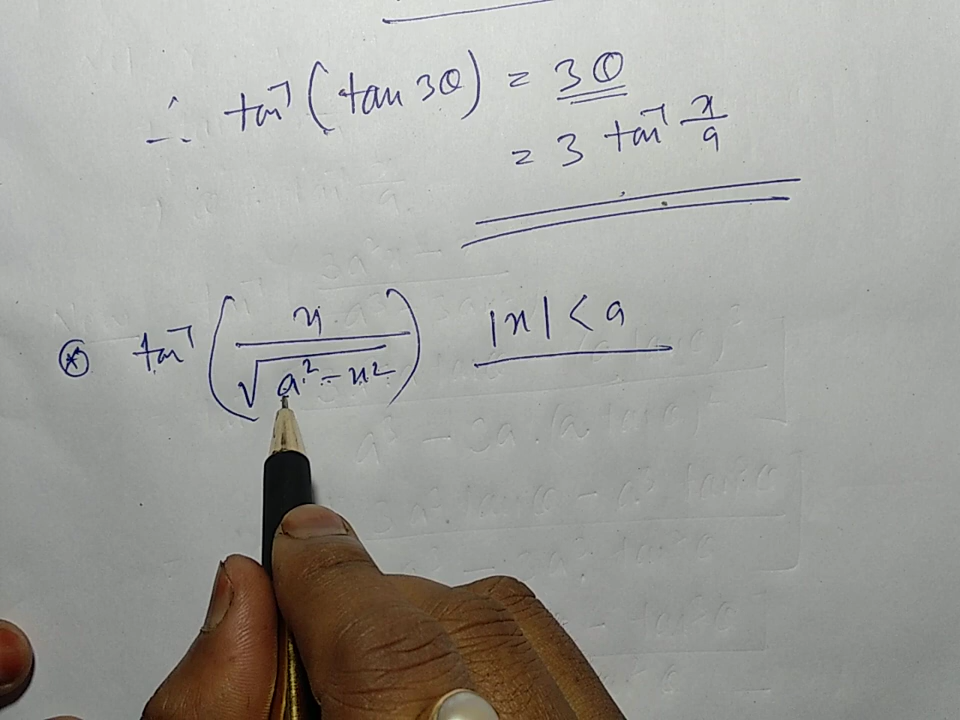 ∴ tan⁻¹(tan 3θ) = 3θ
= 3 tan⁻¹ x/a
⊛ tan⁻¹(x/√(a²-x²)) |x| < a